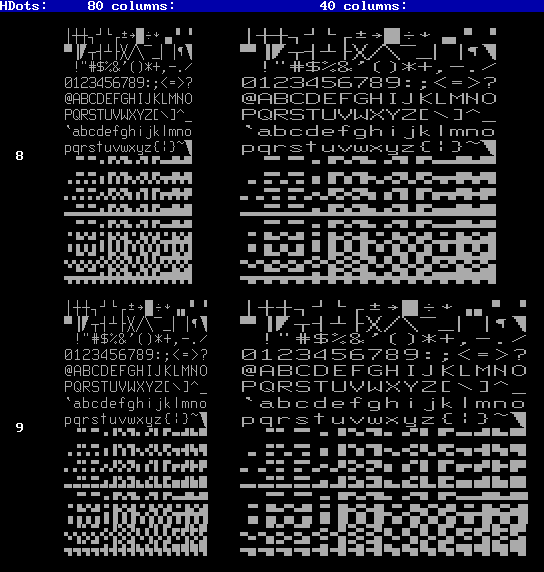 HDots: 80 columns: 40 columns:
!"#$%&'()*+,-./ !"#$%&'()*+,-./
0123456789:;<=>? 0123456789:;<=>?
@ABCDEFGHIJKLMNO @ABCDEFGHIJKLMNO
PQRSTUVWXYZ[\]^_ PQRSTUVWXYZ[\]^_
`abcdefghijklmno `abcdefghijklmno
pqrstuvwxyz{¦}~ pqrstuvwxyz{¦}~
8
!"#$%&'()*+,-./ !"#$%&'()*+,-./
0123456789:;<=>? 0123456789:;<=>?
@ABCDEFGHIJKLMNO @ABCDEFGHIJKLMNO
PQRSTUVWXYZ[\]^_ PQRSTUVWXYZ[\]^_
`abcdefghijklmno `abcdefghijklmno
pqrstuvwxyz{¦}~ pqrstuvwxyz{¦}~
9